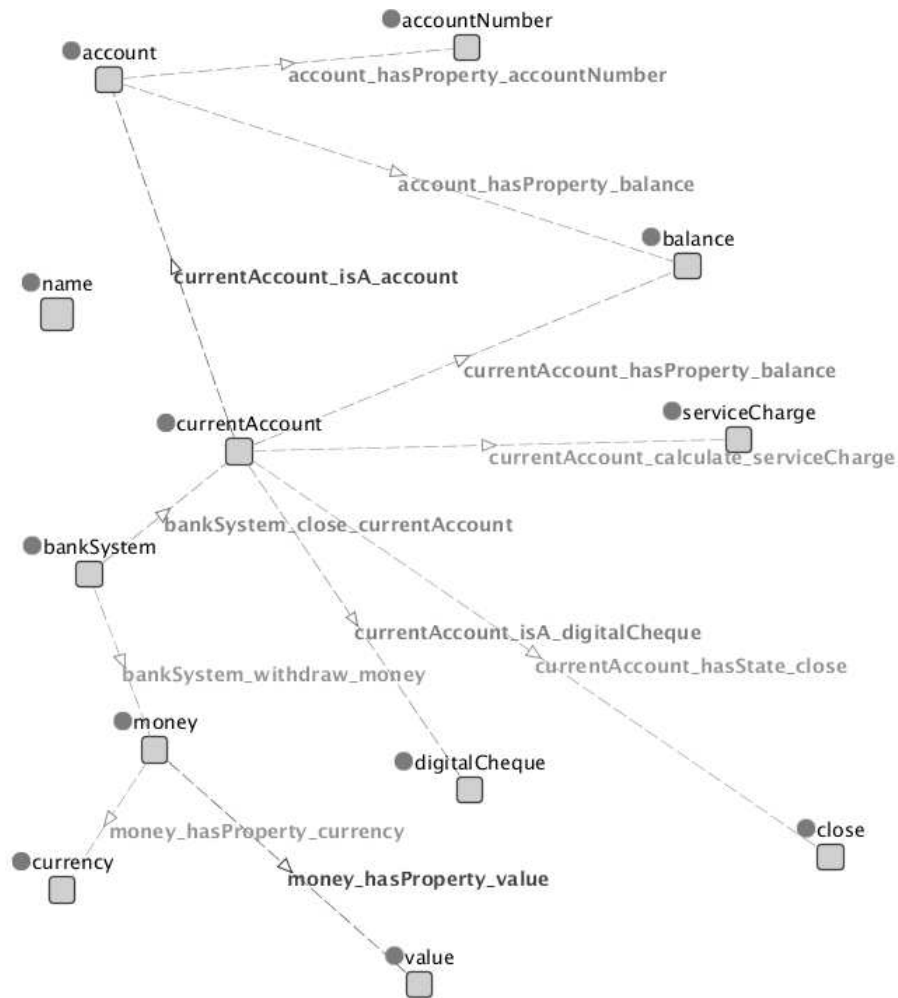 accountNumber
account
account_hasProperty_accountNumber
account_hasProperty_balance
balance
currentAccount_isA_account
name
currentAccount_hasProperty_balance
serviceCharge
currentAccount
currentAccount_calculate_serviceCharge
bankSystem_close_currentAccount
bankSystem
currentAccount_isA_digitalCheque
currentAccount_hasState_close
bankSystem_withdraw_money
money
digitalCheque
money_hasProperty_currency
close
currency
money_hasProperty_value
value